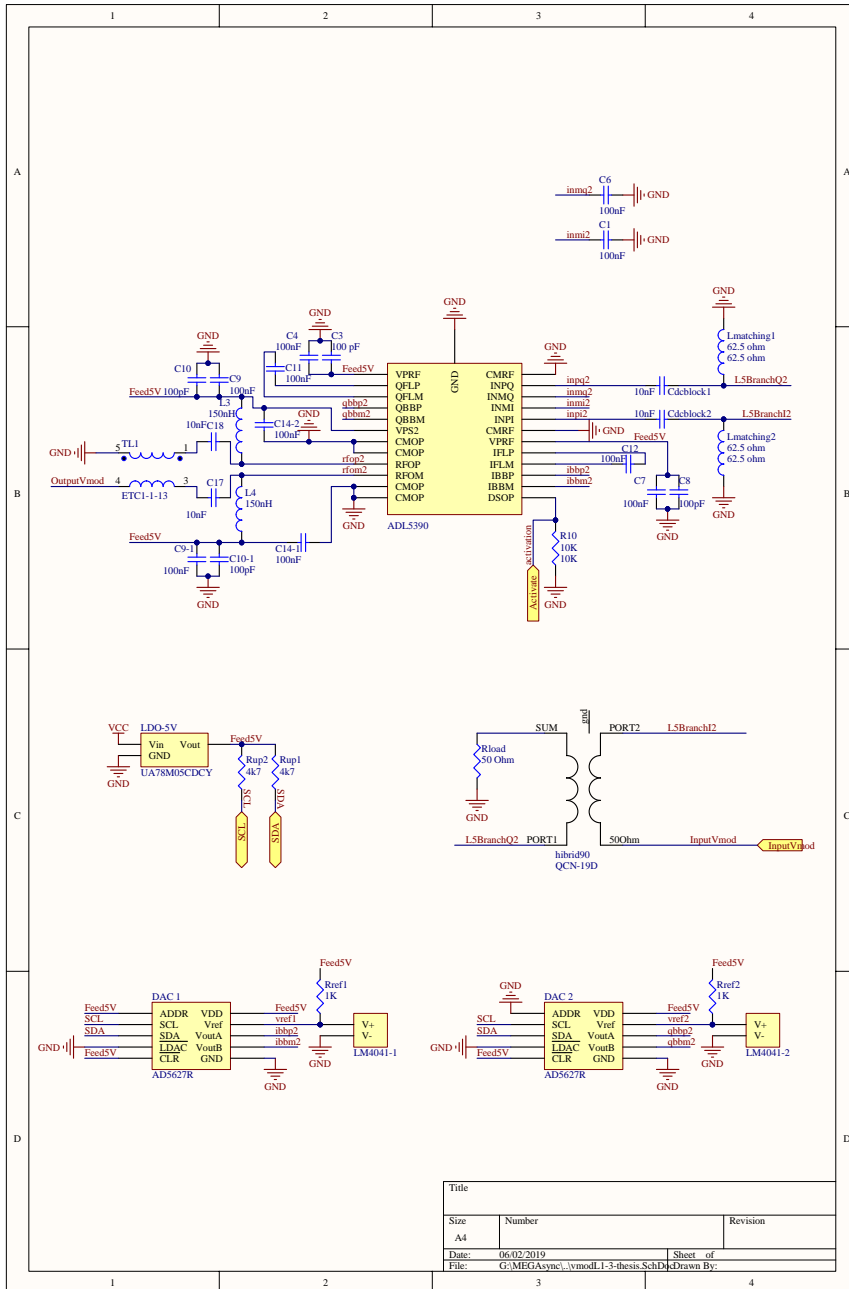 1 2 3 4
A A
C6
inmq2
GND
100nF
C1
inmi2
GND
100nF
GND
GND
GND
GND
C4 C3
100nF 100 pF
Lmatching1
62.5 ohm
62.5 ohm
GND
C10 C9
100pF 100nF
C11
100nF
Feed5V
Feed5V
VPRF CMRF
QFLP INPQ
QFLM INMQ
QBBP INMI
QBBM INPI
VPS2 CMRF
CMOP VPRF
CMOP IFLP
RFOP IFLM
RFOM IBBP
CMOP IBBM
CMOP DSOP
GND
ADL5390
inpq2
inmq2
inmi2
inpi2
10nF Cdcblock1
L5BranchQ2
10nF Cdcblock2
L5BranchI2
GND
Feed5V
L3
150nH
qbbp2
qbbm2
GND
C14-2
100nF
10nF C18
Lmatching2
62.5 ohm
62.5 ohm
C12
100nF
ibbp2
ibbm2
GND
TL1
5 1
rfop2
rfom2
OutputVmod
4 3
ETC1-1-13
C17
10nF
L4
150nH
C7 C8
100nF 100pF
GND
GND
B B
GND
Feed5V
C9-1 C10-1
100nF 100pF
C14-1
100nF
GND
activation
Activate
R10
10K
10K
GND
VCC
LDO-5V
Vin Vout
GND
UA78M05CDCY
GND
Feed5V
Rup2
4k7
Rup1
4k7
SCL
SDA
SCL
SDA
gnd
SUM PORT2
L5BranchI2
Rload
50 Ohm
GND
L5BranchQ2
PORT1 50Ohm
InputVmod
InputVmod
hibrid90
QCN-19D
C C
Feed5V
Rref1
1K
DAC 1
Feed5V
SCL
SDA
GND
Feed5V
ADDR VDD
SCL Vref
SDA VoutA
LDAC VoutB
CLR GND
AD5627R
Feed5V
vref1
ibbp2
ibbm2
GND
V+
V-
GND
LM4041-1
Feed5V
Rref2
1K
GND
DAC 2
SCL
SDA
GND
Feed5V
ADDR VDD
SCL Vref
SDA VoutA
LDAC VoutB
CLR GND
AD5627R
Feed5V
vref2
qbbp2
qbbm2
GND
V+
V-
GND
LM4041-2
D D
Title
Size Number Revision
A4
Date: 06/02/2019 Sheet of
File: G:\MEGAsync\..\vmodL1-3-thesis.SchDoc Drawn By:
1 2 3 4